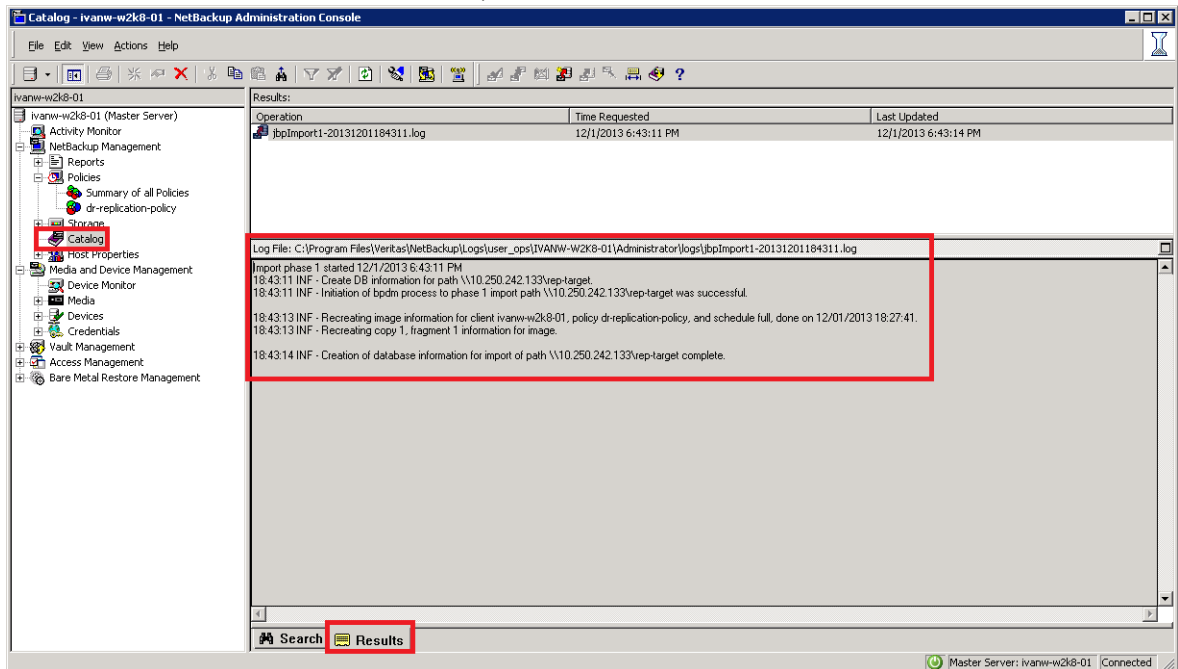 Catalog - ivanw-w2k8-01 - NetBackup Administration Console
File Edit View Actions Help
ivanw-w2k8-01
Results:
ivanw-w2k8-01 (Master Server)
Activity Monitor
NetBackup Management
Reports
Policies
Summary of all Policies
dr-replication-policy
Storage
Catalog
Host Properties
Media and Device Management
Device Monitor
Media
Devices
Credentials
Vault Management
Access Management
Bare Metal Restore Management
Operation Time Requested Last Updated
jbpImport1-20131201184311.log 12/1/2013 6:43:11 PM 12/1/2013 6:43:14 PM
Log File: C:\Program Files\Veritas\NetBackup\Logs\user_ops\IVANW-W2K8-01\Administrator\logs\jbpImport1-20131201184311.log
Import phase 1 started 12/1/2013 6:43:11 PM
18:43:11 INF - Create DB information for path \\10.250.242.133\rep-target.
18:43:11 INF - Initiation of bpdm process to phase 1 import path \\10.250.242.133\rep-target was successful.
18:43:13 INF - Recreating image information for client ivanw-w2k8-01, policy dr-replication-policy, and schedule full, done on 12/01/2013 18:27:41.
18:43:13 INF - Recreating copy 1, fragment 1 information for image.
18:43:14 INF - Creation of database information for import of path \\10.250.242.133\rep-target complete.
Search Results
Master Server: ivanw-w2k8-01 Connected